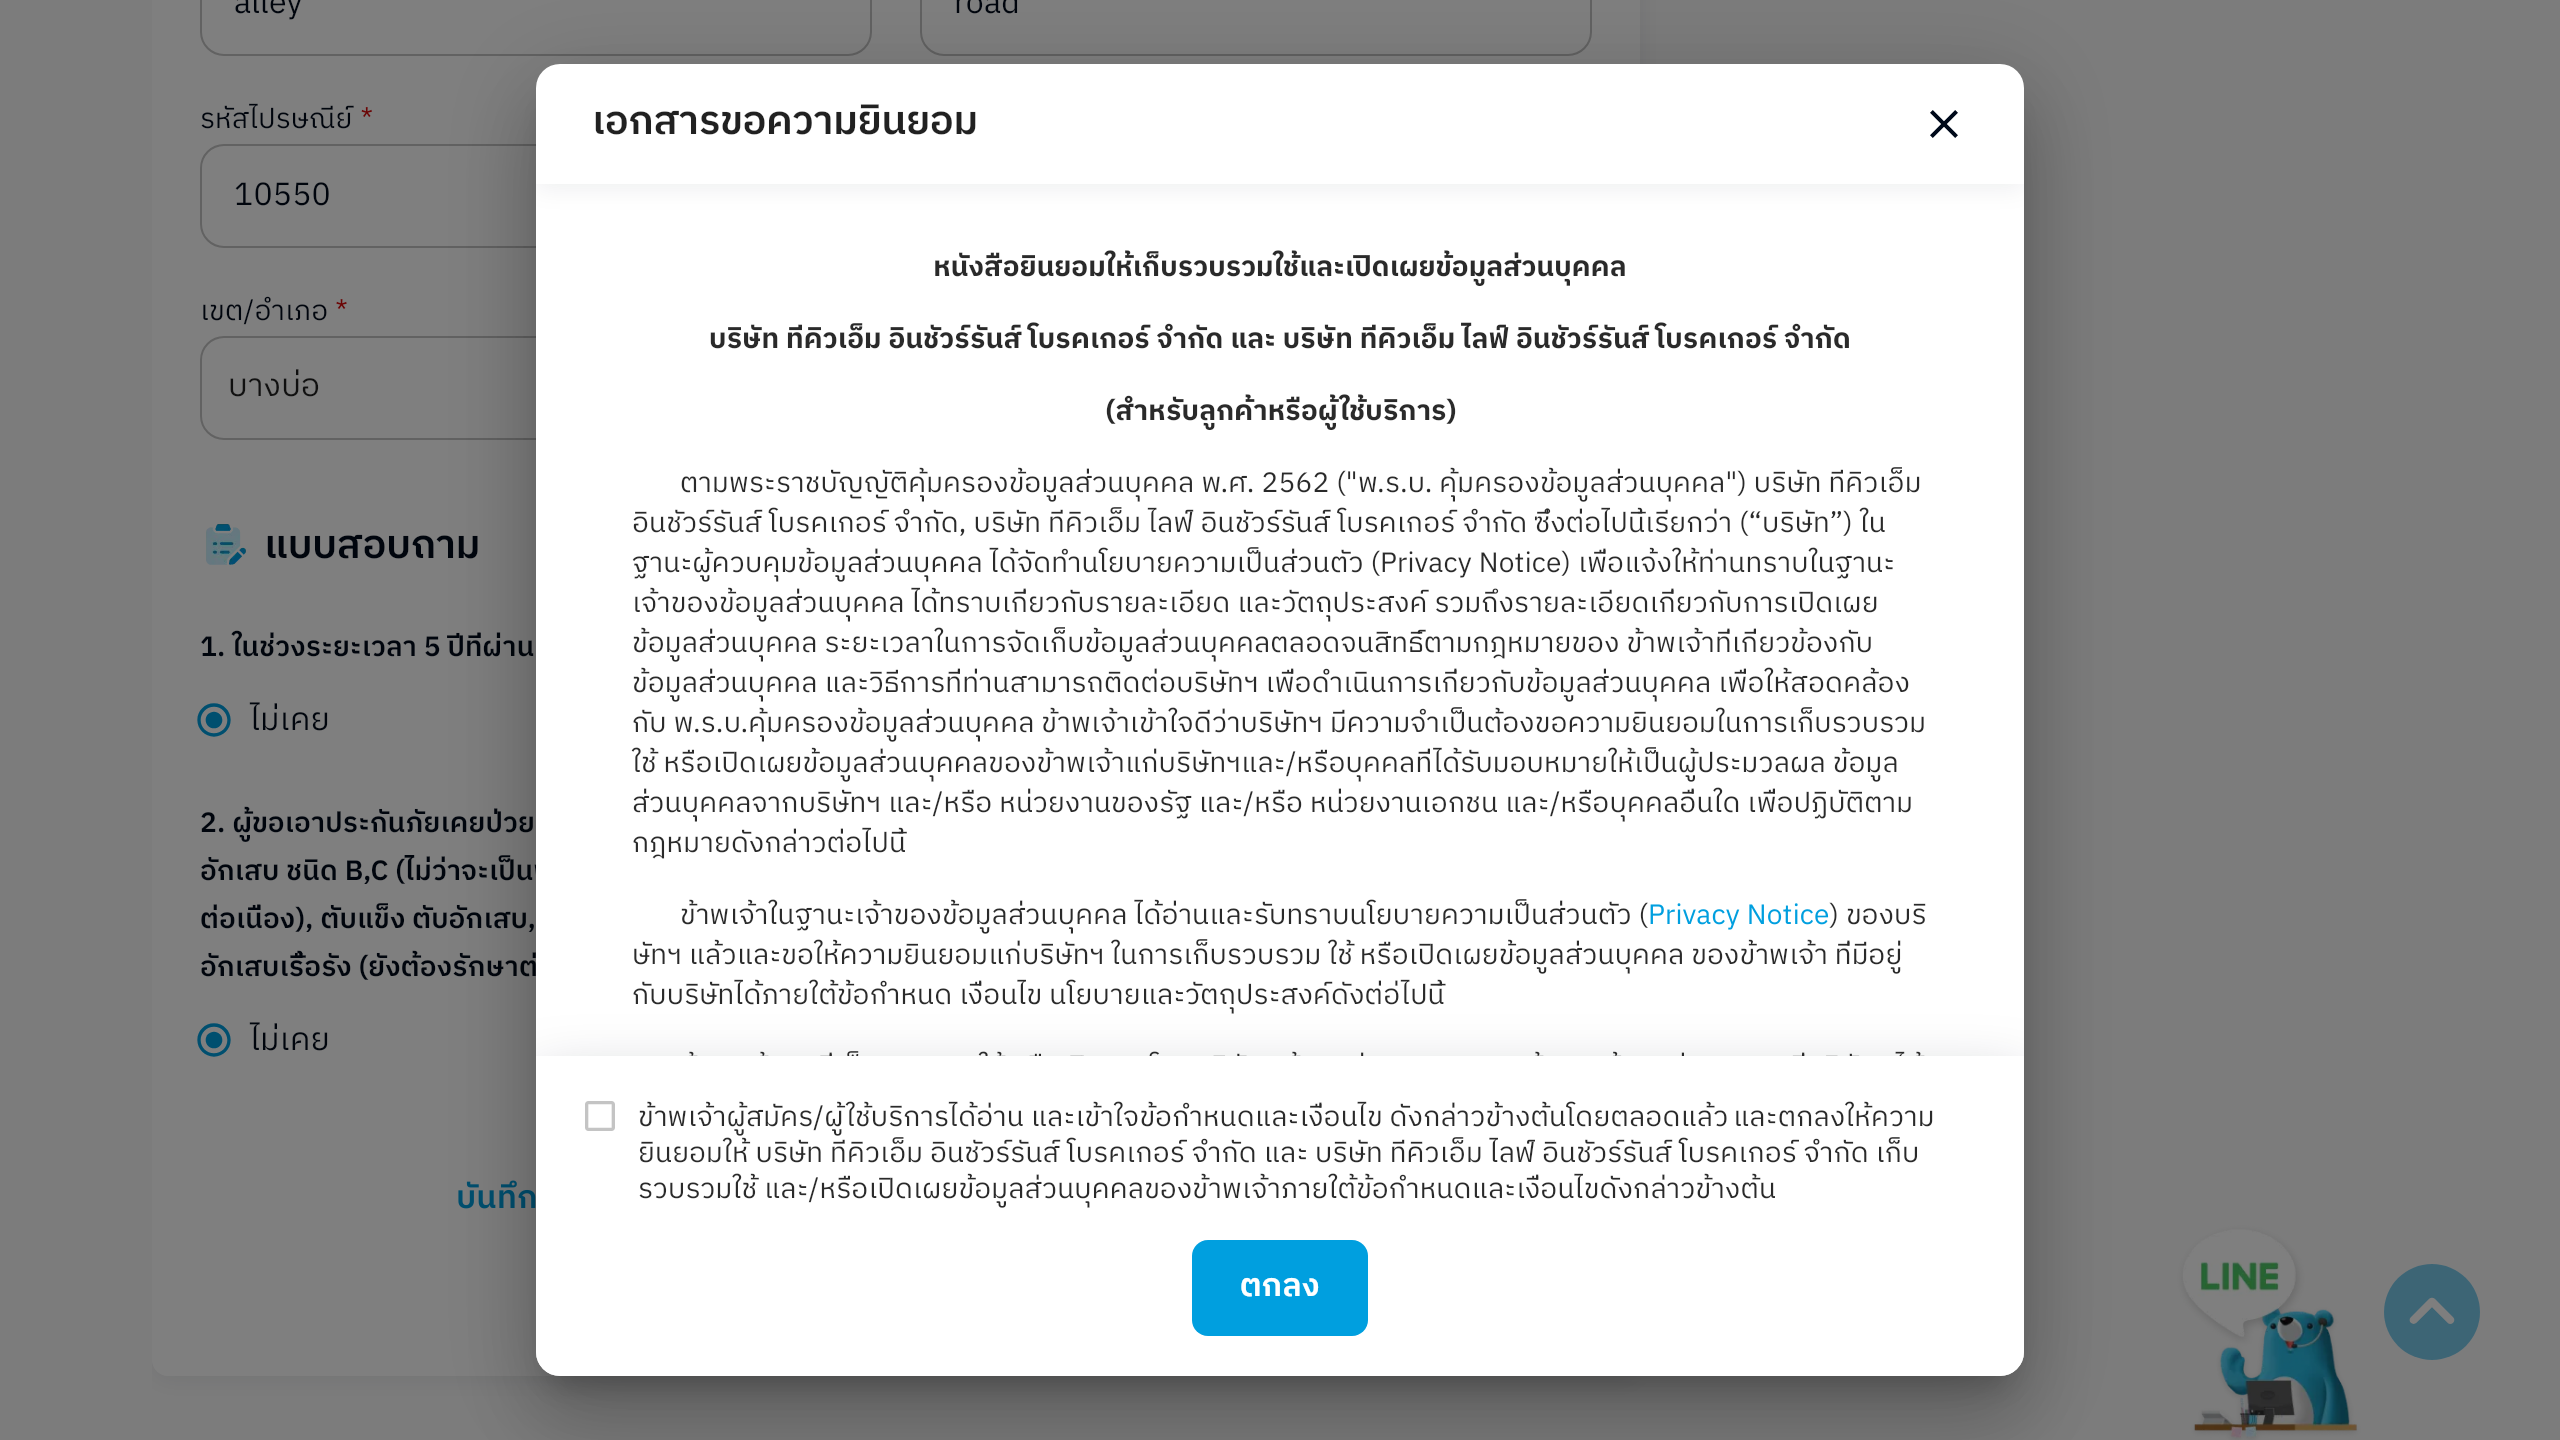 alley
road
รหัสไปรษณีย์ *
10550
เขต/อำเภอ *
บางบ่อ
แบบสอบถาม
1. ในช่วงระยะเวลา 5 ปีที่ผ่าน
ไม่เคย
2. ผู้ขอเอาประกันภัยเคยป่วย
อักเสบ ชนิด B,C (ไม่ว่าจะเป็น
ต่อเนื่อง), ตับแข็ง ตับอักเสบ,
อักเสบเรื้อรัง (ยังต้องรักษาต่
ไม่เคย
บันทึก
เอกสารขอความยินยอม
หนังสือยินยอมให้เก็บรวบรวมใช้และเปิดเผยข้อมูลส่วนบุคคล
บริษัท ทีคิวเอ็ม อินชัวร์รันส์ โบรคเกอร์ จำกัด และ บริษัท ทีคิวเอ็ม ไลฟ์ อินชัวร์รันส์ โบรคเกอร์ จำกัด
(สำหรับลูกค้าหรือผู้ใช้บริการ)
ตามพระราชบัญญัติคุ้มครองข้อมูลส่วนบุคคล พ.ศ. 2562 ("พ.ร.บ. คุ้มครองข้อมูลส่วนบุคคล") บริษัท ทีคิวเอ็ม
อินชัวร์รันส์ โบรคเกอร์ จำกัด, บริษัท ทีคิวเอ็ม ไลฟ์ อินชัวร์รันส์ โบรคเกอร์ จำกัด ซึ่งต่อไปนี้เรียกว่า (“บริษัท”) ใน
ฐานะผู้ควบคุมข้อมูลส่วนบุคคล ได้จัดทำนโยบายความเป็นส่วนตัว (Privacy Notice) เพื่อแจ้งให้ท่านทราบในฐานะ
เจ้าของข้อมูลส่วนบุคคล ได้ทราบเกี่ยวกับรายละเอียด และวัตถุประสงค์ รวมถึงรายละเอียดเกี่ยวกับการเปิดเผย
ข้อมูลส่วนบุคคล ระยะเวลาในการจัดเก็บข้อมูลส่วนบุคคลตลอดจนสิทธิ์ตามกฎหมายของ ข้าพเจ้าที่เกี่ยวข้องกับ
ข้อมูลส่วนบุคคล และวิธีการที่ท่านสามารถติดต่อบริษัทฯ เพื่อดำเนินการเกี่ยวกับข้อมูลส่วนบุคคล เพื่อให้สอดคล้อง
กับ พ.ร.บ.คุ้มครองข้อมูลส่วนบุคคล ข้าพเจ้าเข้าใจดีว่าบริษัทฯ มีความจำเป็นต้องขอความยินยอมในการเก็บรวบรวม
ใช้ หรือเปิดเผยข้อมูลส่วนบุคคลของข้าพเจ้าแก่บริษัทฯและ/หรือบุคคลที่ได้รับมอบหมายให้เป็นผู้ประมวลผล ข้อมูล
ส่วนบุคคลจากบริษัทฯ และ/หรือ หน่วยงานของรัฐ และ/หรือ หน่วยงานเอกชน และ/หรือบุคคลอื่นใด เพื่อปฏิบัติตาม
กฎหมายดังกล่าวต่อไปนี้
ข้าพเจ้าในฐานะเจ้าของข้อมูลส่วนบุคคล ได้อ่านและรับทราบนโยบายความเป็นส่วนตัว (Privacy Notice) ของบริ
ษัทฯ แล้วและขอให้ความยินยอมแก่บริษัทฯ ในการเก็บรวบรวม ใช้ หรือเปิดเผยข้อมูลส่วนบุคคล ของข้าพเจ้า ที่มีอยู่
กับบริษัทได้ภายใต้ข้อกำหนด เงื่อนไข นโยบายและวัตถุประสงค์ดังต่อ่ไปนี้
ข้าพเจ้าผู้สมัคร/ผู้ใช้บริการได้อ่าน และเข้าใจข้อกำหนดและเงื่อนไข ดังกล่าวข้างต้นโดยตลอดแล้ว และตกลงให้ความ
ยินยอมให้ บริษัท ทีคิวเอ็ม อินชัวร์รันส์ โบรคเกอร์ จำกัด และ บริษัท ทีคิวเอ็ม ไลฟ์ อินชัวร์รันส์ โบรคเกอร์ จำกัด เก็บ
รวบรวมใช้ และ/หรือเปิดเผยข้อมูลส่วนบุคคลของข้าพเจ้าภายใต้ข้อกำหนดและเงื่อนไขดังกล่าวข้างต้น
ตกลง
LINE